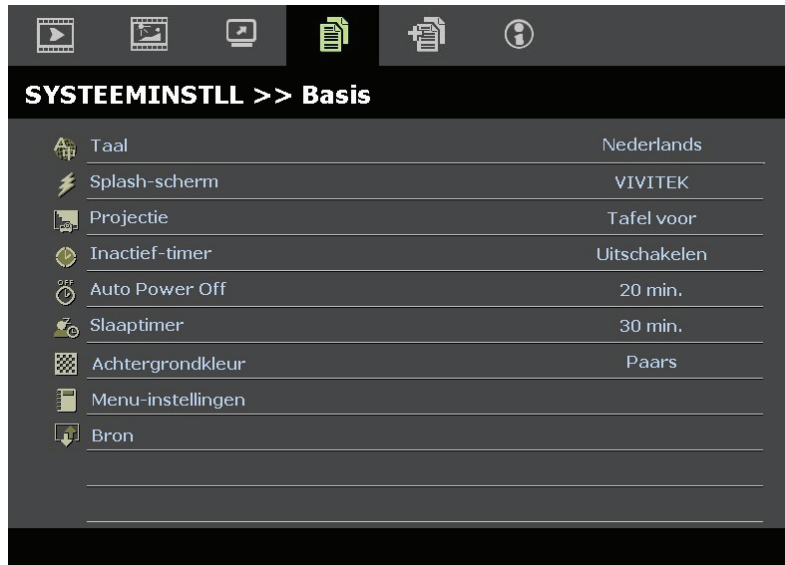 SYSTEEMINSTLL >> Basis
Taal Nederlands
Splash-scherm VIVITEK
Projectie Tafel voor
Inactief-timer Uitschakelen
OFF
Auto Power Off 20 min.
Slaaptimer 30 min.
Achtergrondkleur Paars
Menu-instellingen
Bron